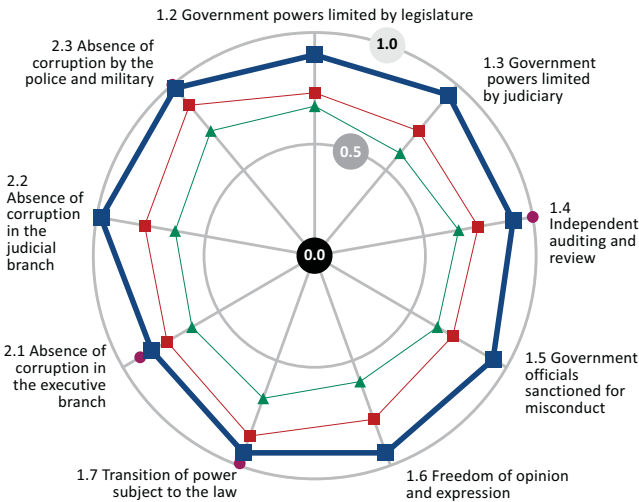 1.2 Government powers limited by legislature
1.0
2.3 Absence of
corruption by the
police and military
1.3 Government
powers limited
by judiciary
0.5
2.2
Absence of
corruption
in the
judicial
branch
1.4
Independent
auditing and
review
0.0
2.1 Absence of
corruption in
the executive
branch
1.5 Government
officials
sanctioned for
misconduct
1.7 Transition of power
subject to the law
1.6 Freedom of opinion
and expression